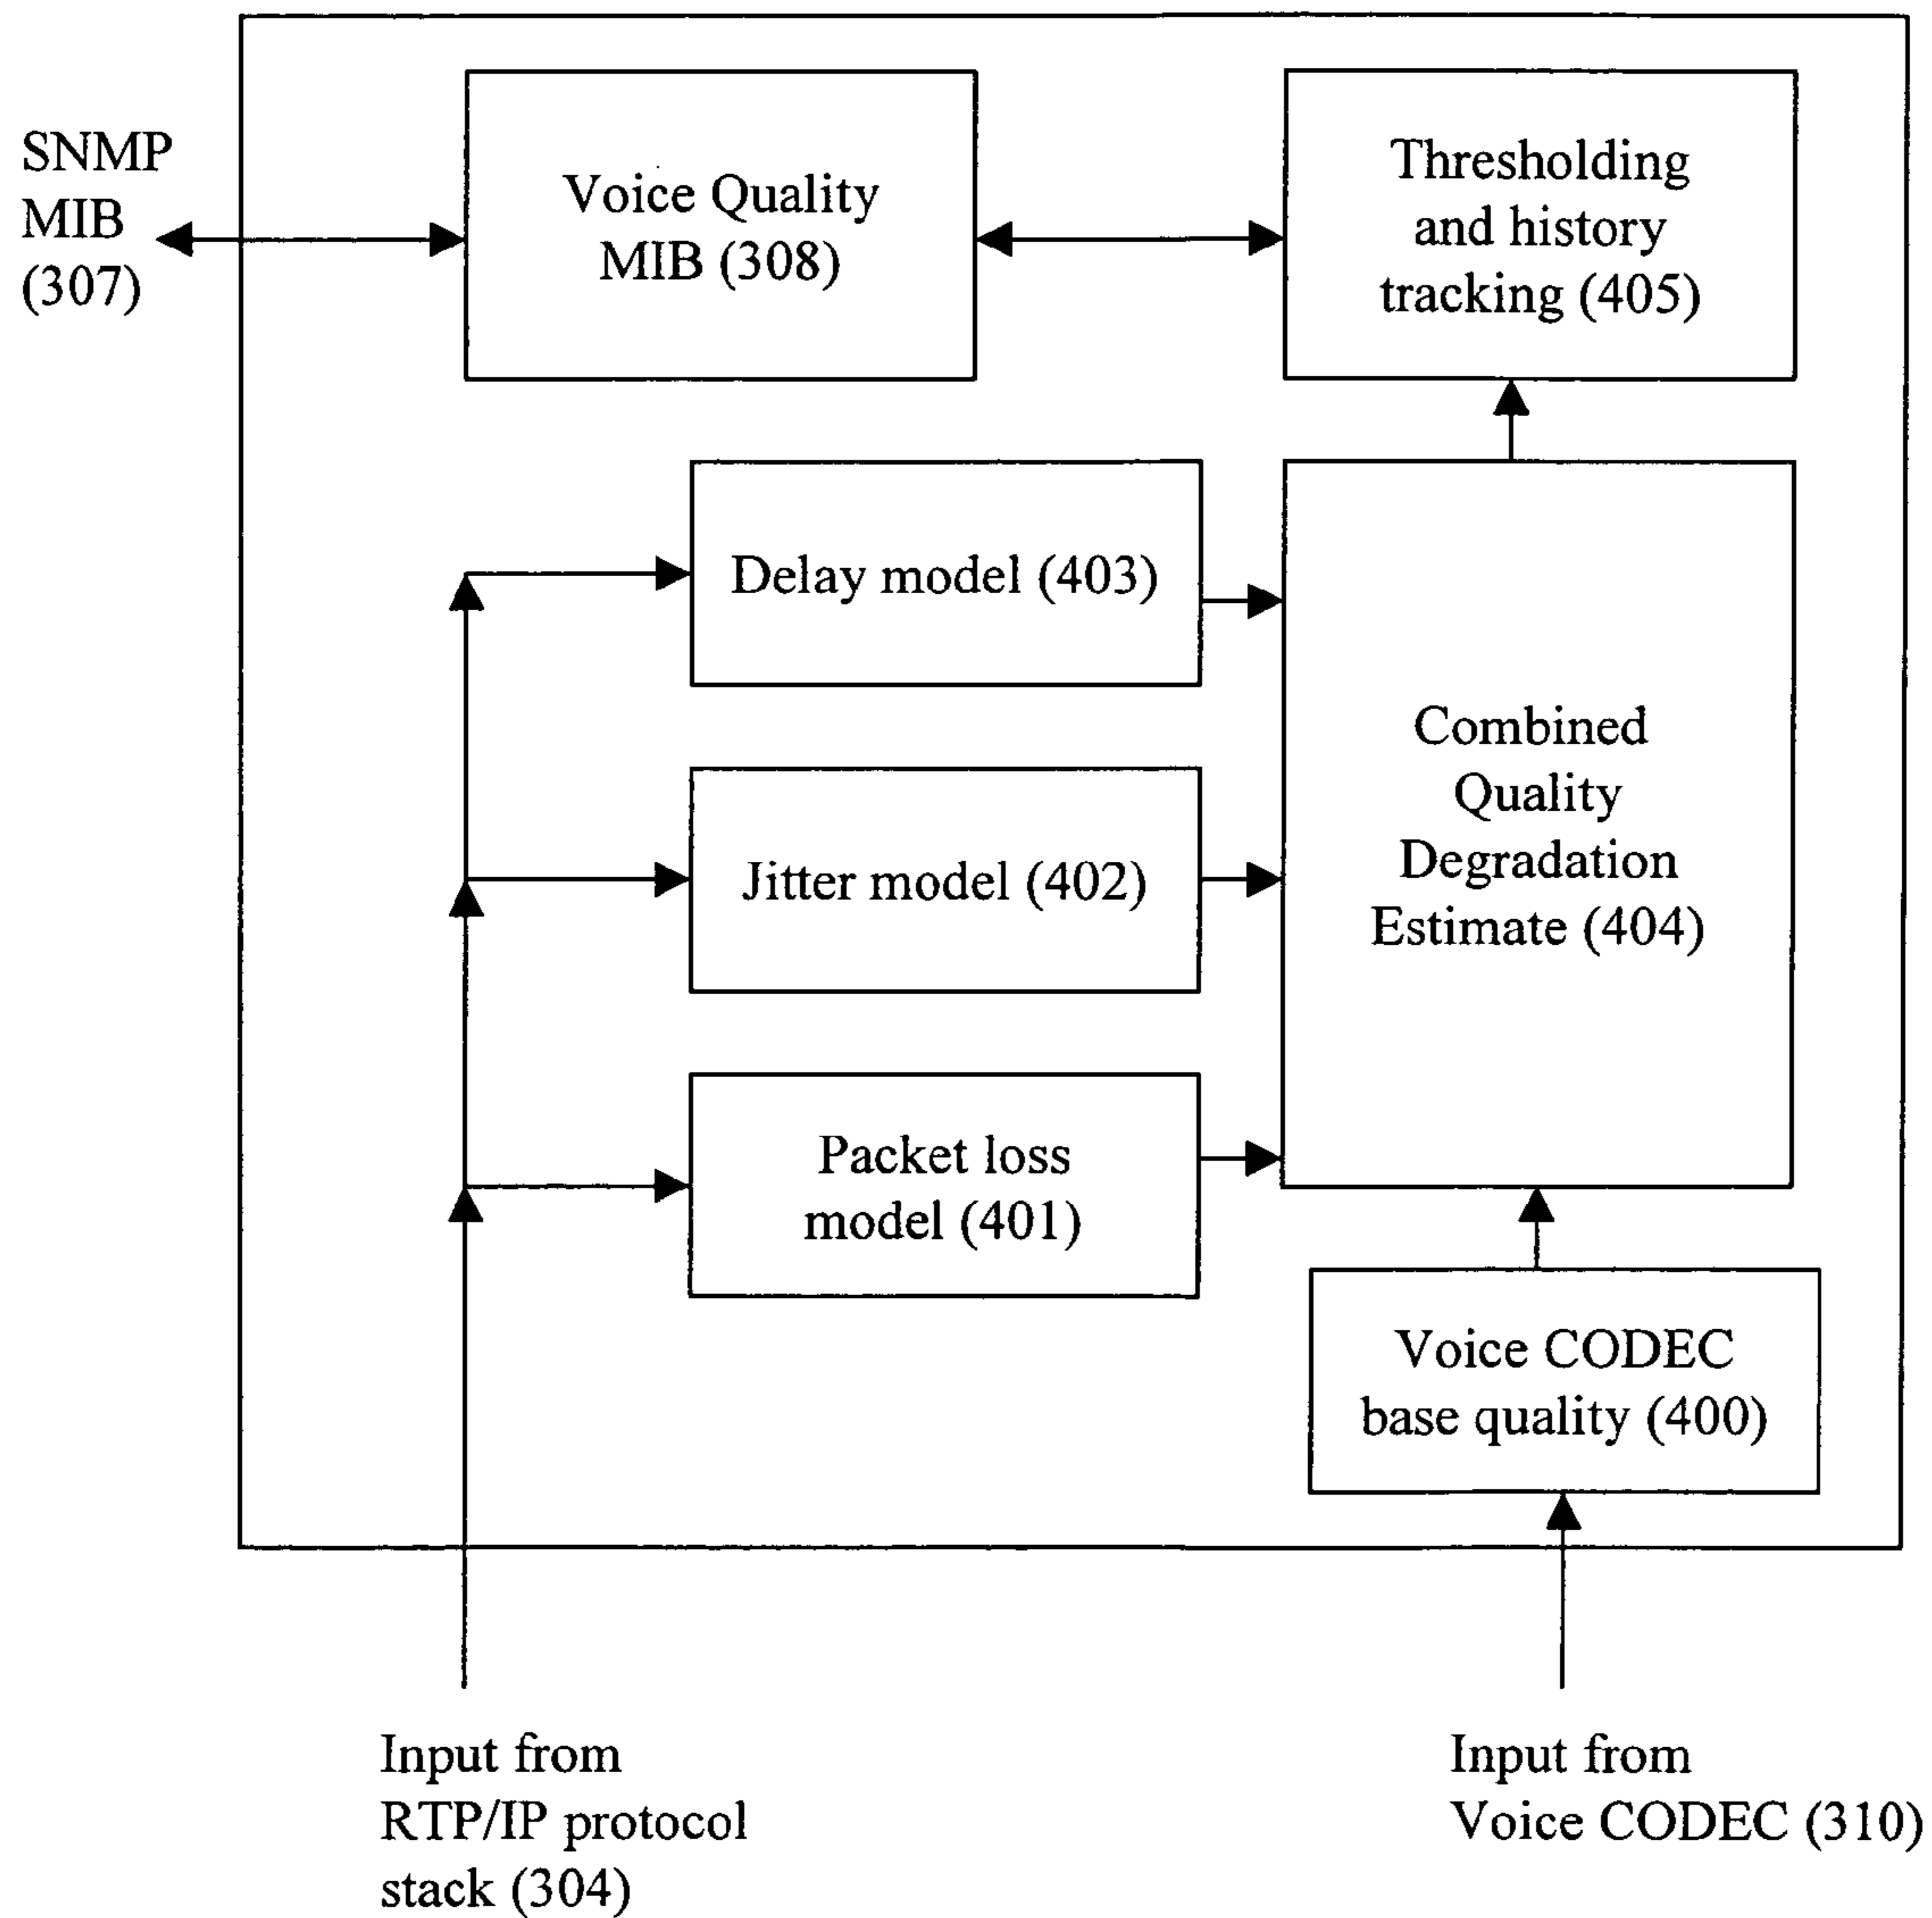 SNMP
MIB
(307)
Voice Quality
MIB (308)
Thresholding
and history
tracking (405)
Delay model (403)
Jitter model (402)
Packet loss
model (401)
Combined
Quality
Degradation
Estimate (404)
Voice CODEC
base quality (400)
Input from
RTP/IP protocol
stack (304)
Input from
Voice CODEC (310)